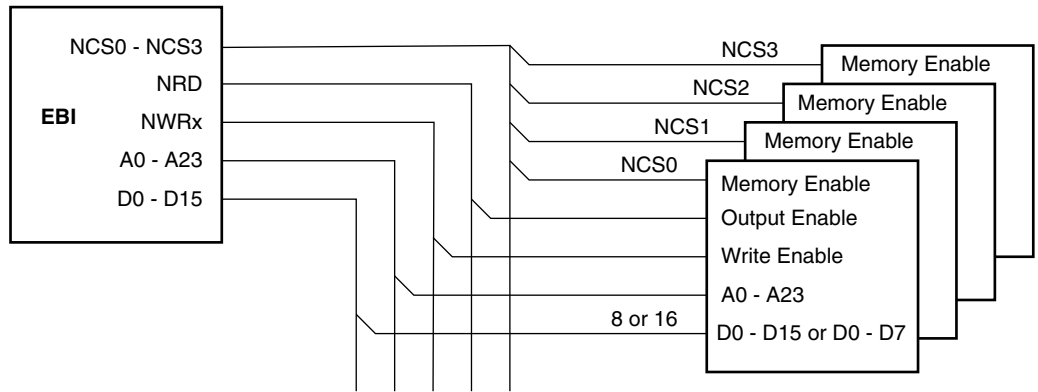 EBI
NCS0 - NCS3
NRD
NWRx
A0 - A23
D0 - D15
NCS3
Memory Enable
NCS2
Memory Enable
NCS1
Memory Enable
NCS0
Memory Enable
Output Enable
Write Enable
A0 - A23
8 or 16
D0 - D15 or D0 - D7